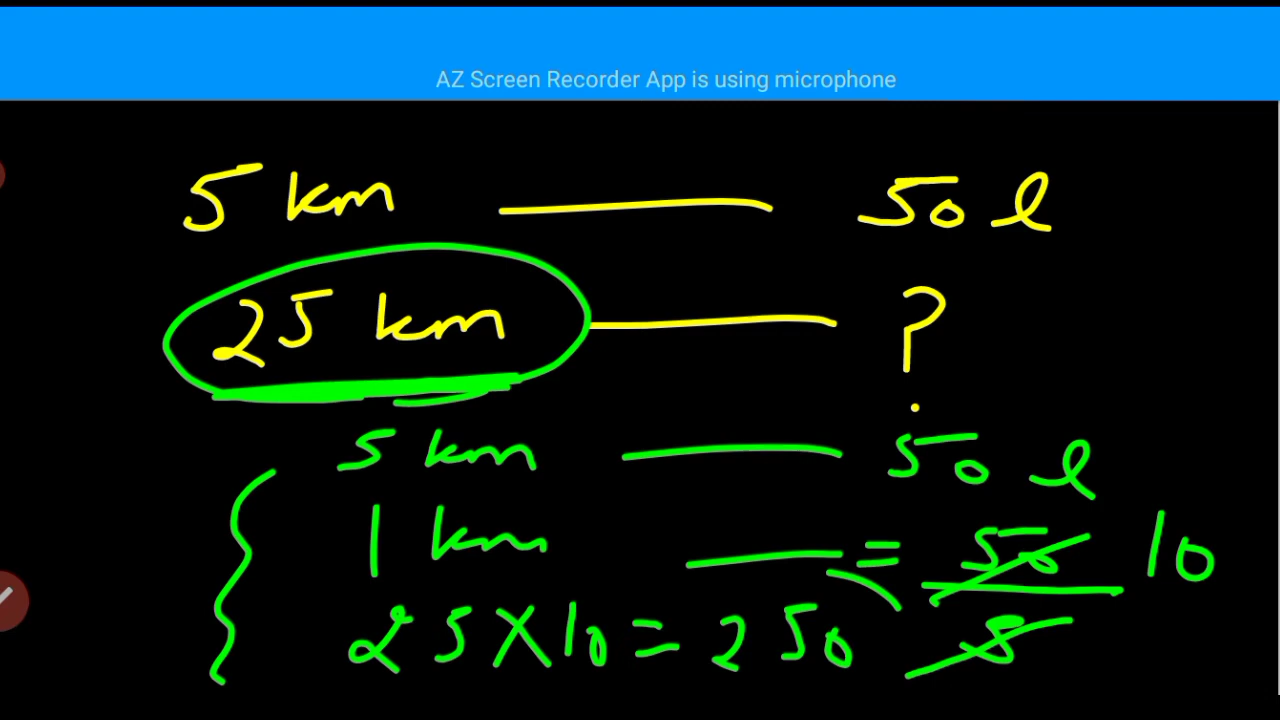 AZ Screen Recorder App is using microphone
5 km — 50 l
25 km — ?
5 km — 50 l
1 km — = 50/5 10
25 × 10 = 250